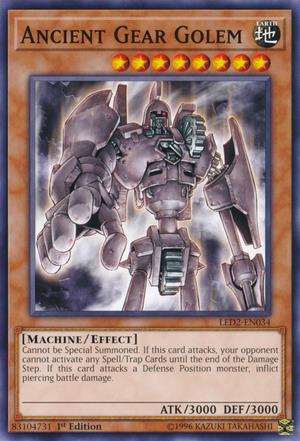 ANCIENT GEAR GOLEM
EARTH
地
LED2-EN034
[MACHINE/EFFECT]
Cannot be Special Summoned. If this card attacks, your opponent
cannot activate any Spell/Trap Cards until the end of the Damage
Step. If this card attacks a Defense Position monster, inflict
piercing battle damage.
ATK/3000 DEF/3000
83104731 1st Edition ©1996 KAZUKI TAKAHASHI